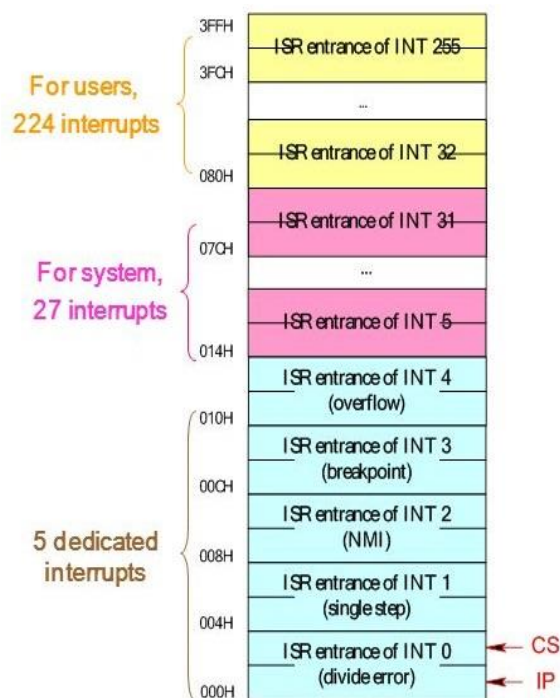 3FFH
ISR entrance of INT 255
3FCH
For users,
224 interrupts
...
ISR entrance of INT 32
080H
ISR entrance of INT 31
07CH
For system,
27 interrupts
...
ISR entrance of INT 5
014H
ISR entrance of INT 4
(overflow)
010H
ISR entrance of INT 3
(breakpoint)
00CH
5 dedicated
interrupts
ISR entrance of INT 2
(NMI)
008H
ISR entrance of INT 1
(single step)
004H
ISR entrance of INT 0
(divide error)
000H
CS
IP